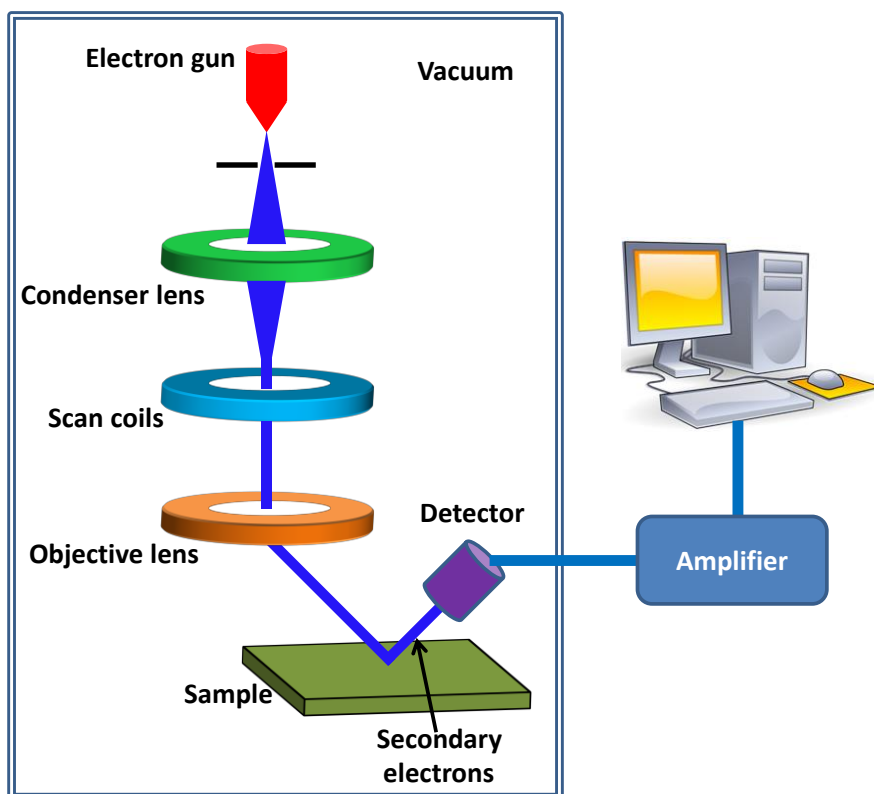 Electron gun
Vacuum
Condenser lens
Scan coils
Objective lens
Detector
Amplifier
Sample
Secondary
electrons